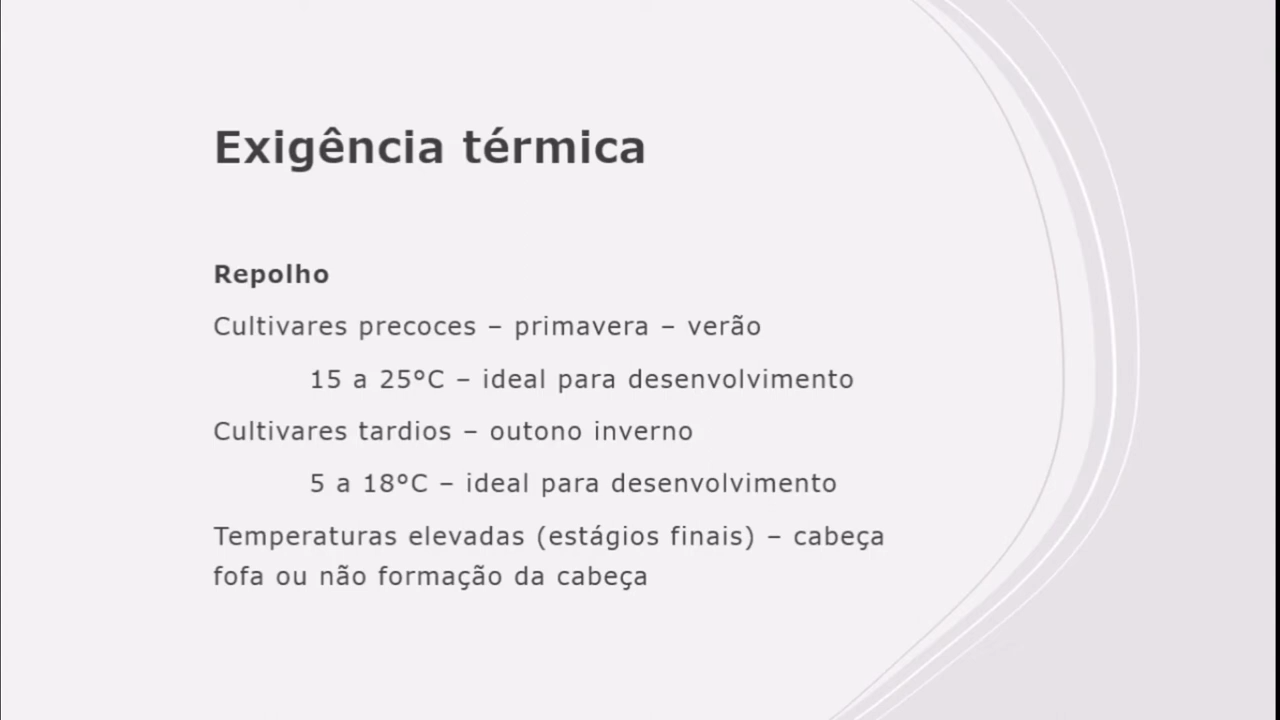 Exigência térmica
Repolho
Cultivares precoces – primavera – verão
15 a 25°C – ideal para desenvolvimento
Cultivares tardios – outono inverno
5 a 18°C – ideal para desenvolvimento
Temperaturas elevadas (estágios finais) – cabeça
fofa ou não formação da cabeça